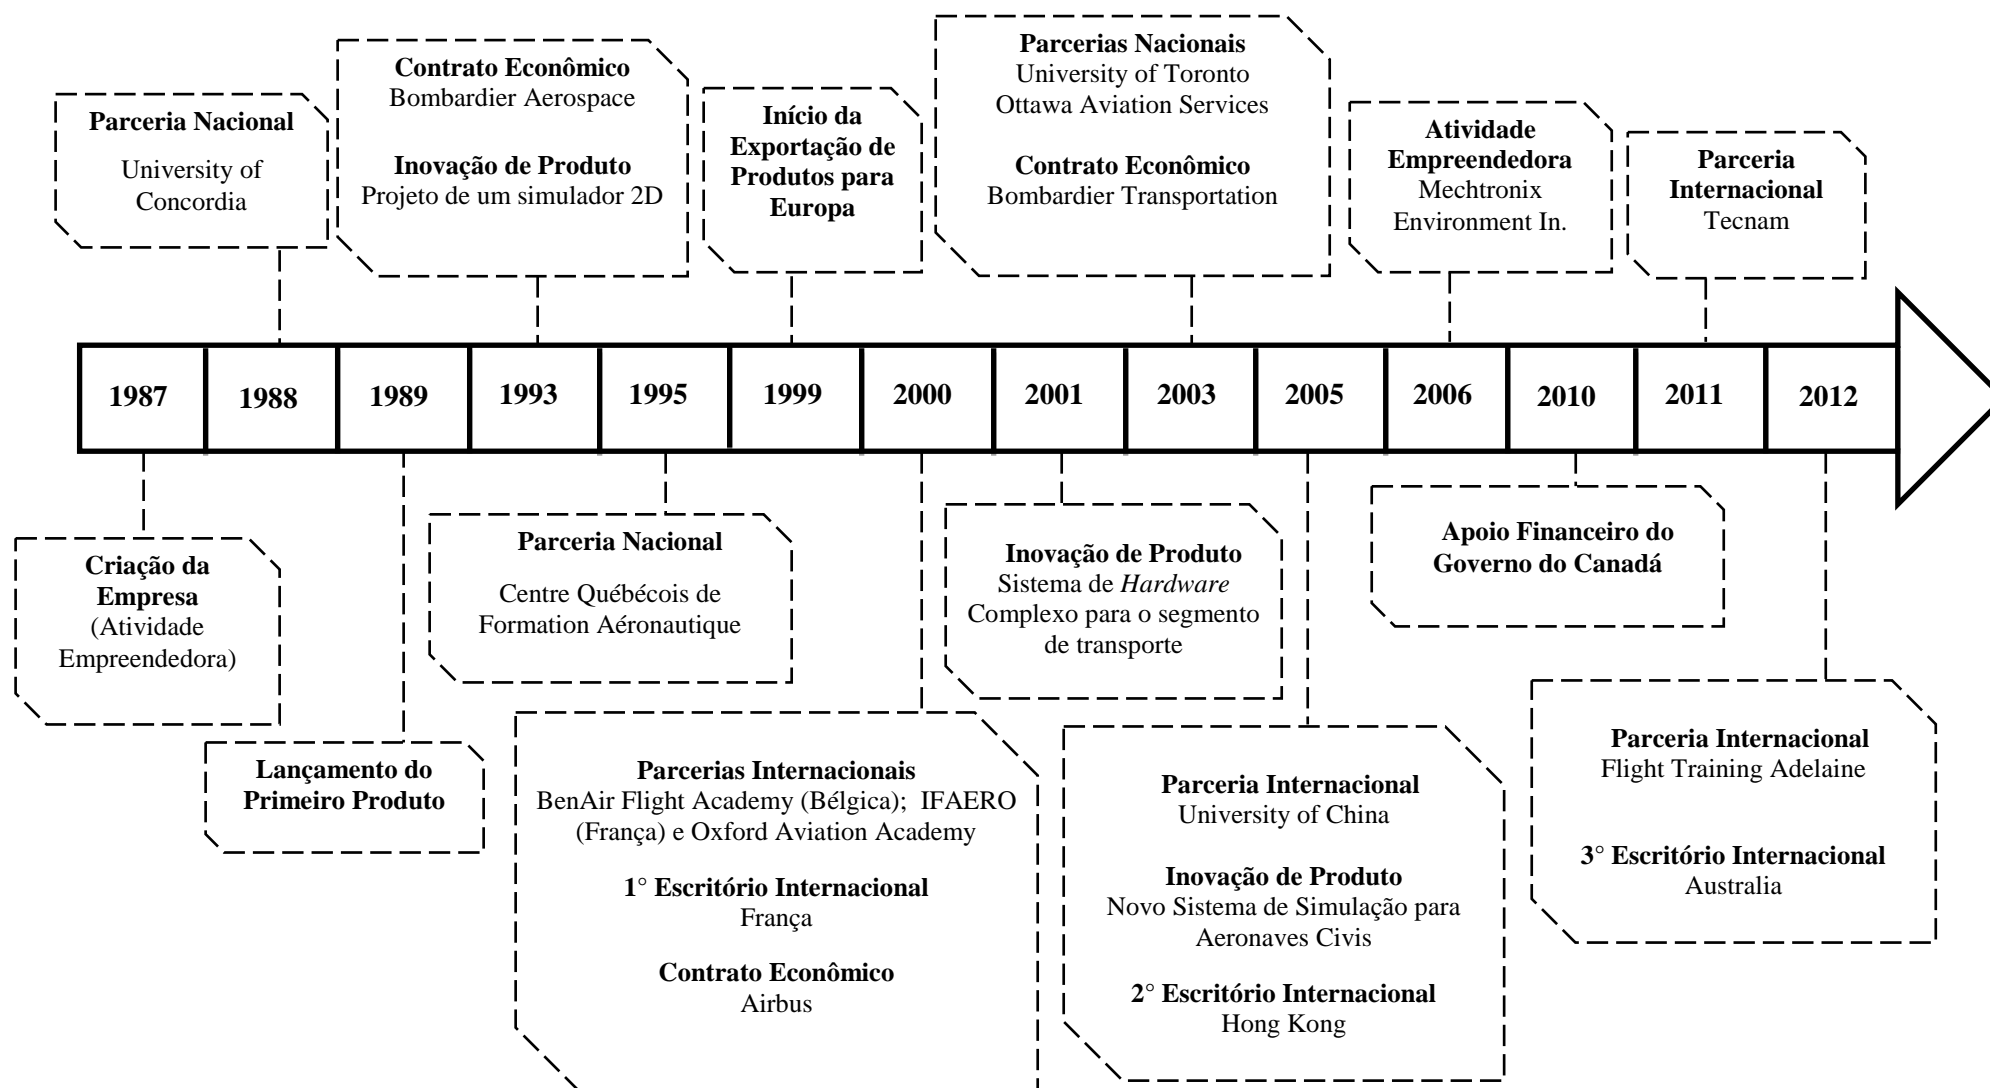 Parceria Nacional
University of
Concordia
Contrato Econômico
Bombardier Aerospace
Inovação de Produto
Projeto de um simulador 2D
Início da
Exportação de
Produtos para
Europa
Parcerias Nacionais
University of Toronto
Ottawa Aviation Services
Contrato Econômico
Bombardier Transportation
Atividade
Empreendedora
Mechtronix
Environment In.
Parceria
Internacional
Tecnam
1987 1988 1989 1993 1995 1999 2000 2001 2003 2005 2006 2010 2011 2012
Criação da
Empresa
(Atividade
Empreendedora)
Lançamento do
Primeiro Produto
Parceria Nacional
Centre Québécois de
Formation Aéronautique
Parcerias Internacionais
BenAir Flight Academy (Bélgica); IFAERO
(França) e Oxford Aviation Academy
1° Escritório Internacional
França
Contrato Econômico
Airbus
Inovação de Produto
Sistema de Hardware
Complexo para o segmento
de transporte
Parceria Internacional
University of China
Inovação de Produto
Novo Sistema de Simulação para
Aeronaves Civis
2° Escritório Internacional
Hong Kong
Apoio Financeiro do
Governo do Canadá
Parceria Internacional
Flight Training Adelaine
3° Escritório Internacional
Australia